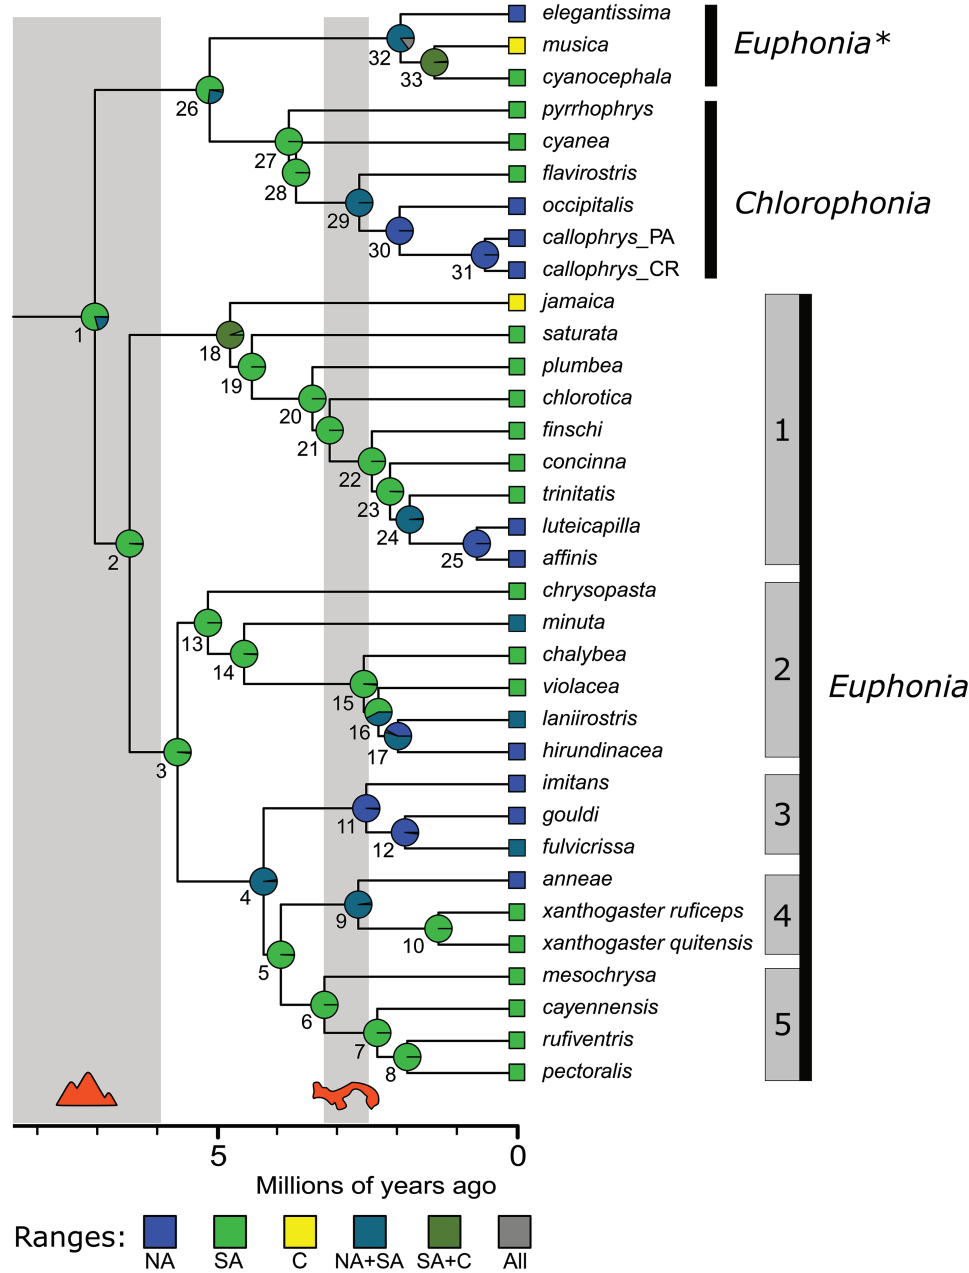 elegantissima
musica
cyanocephala
pyrrhophrys
cyanea
flavirostris
occipitalis
callophrys_PA
callophrys_CR
jamaica
saturata
plumbea
chlorotica
finschi
concinna
trinitatis
luteicapilla
affinis
chrysopasta
minuta
chalybea
violacea
laniirostris
hirundinacea
imitans
gouldi
fulvicrissa
anneae
xanthogaster ruficeps
xanthogaster quitensis
mesochrysa
cayennensis
rufiventris
pectoralis
Euphonia*
Chlorophonia
Euphonia
1
2
3
4
5
32
33
26
27
28
29
30
31
1
18
19
20
21
22
23
24
25
2
13
14
15
16
17
3
11
12
4
9
10
5
6
7
8
5 0
Millions of years ago
Ranges:
NA SA C NA+SA SA+C All